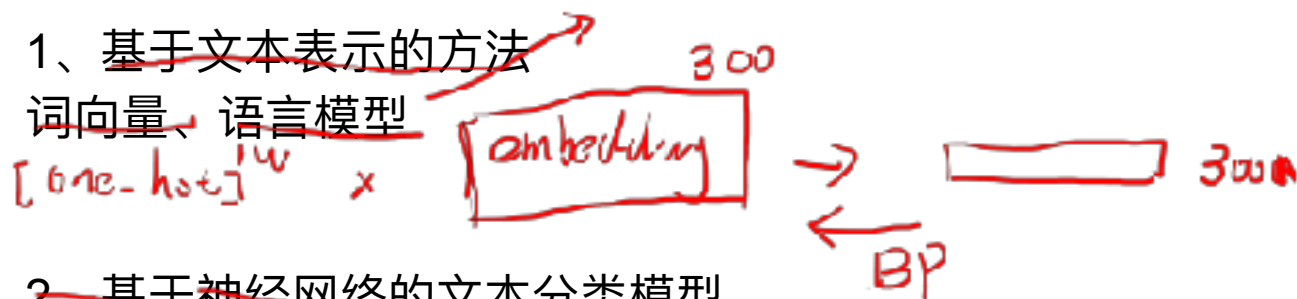 1、基于文本表示的方法
300
词向量、语言模型
[one-hot] × embedding → 300
BP
2、基于神经网络的文本分类模型